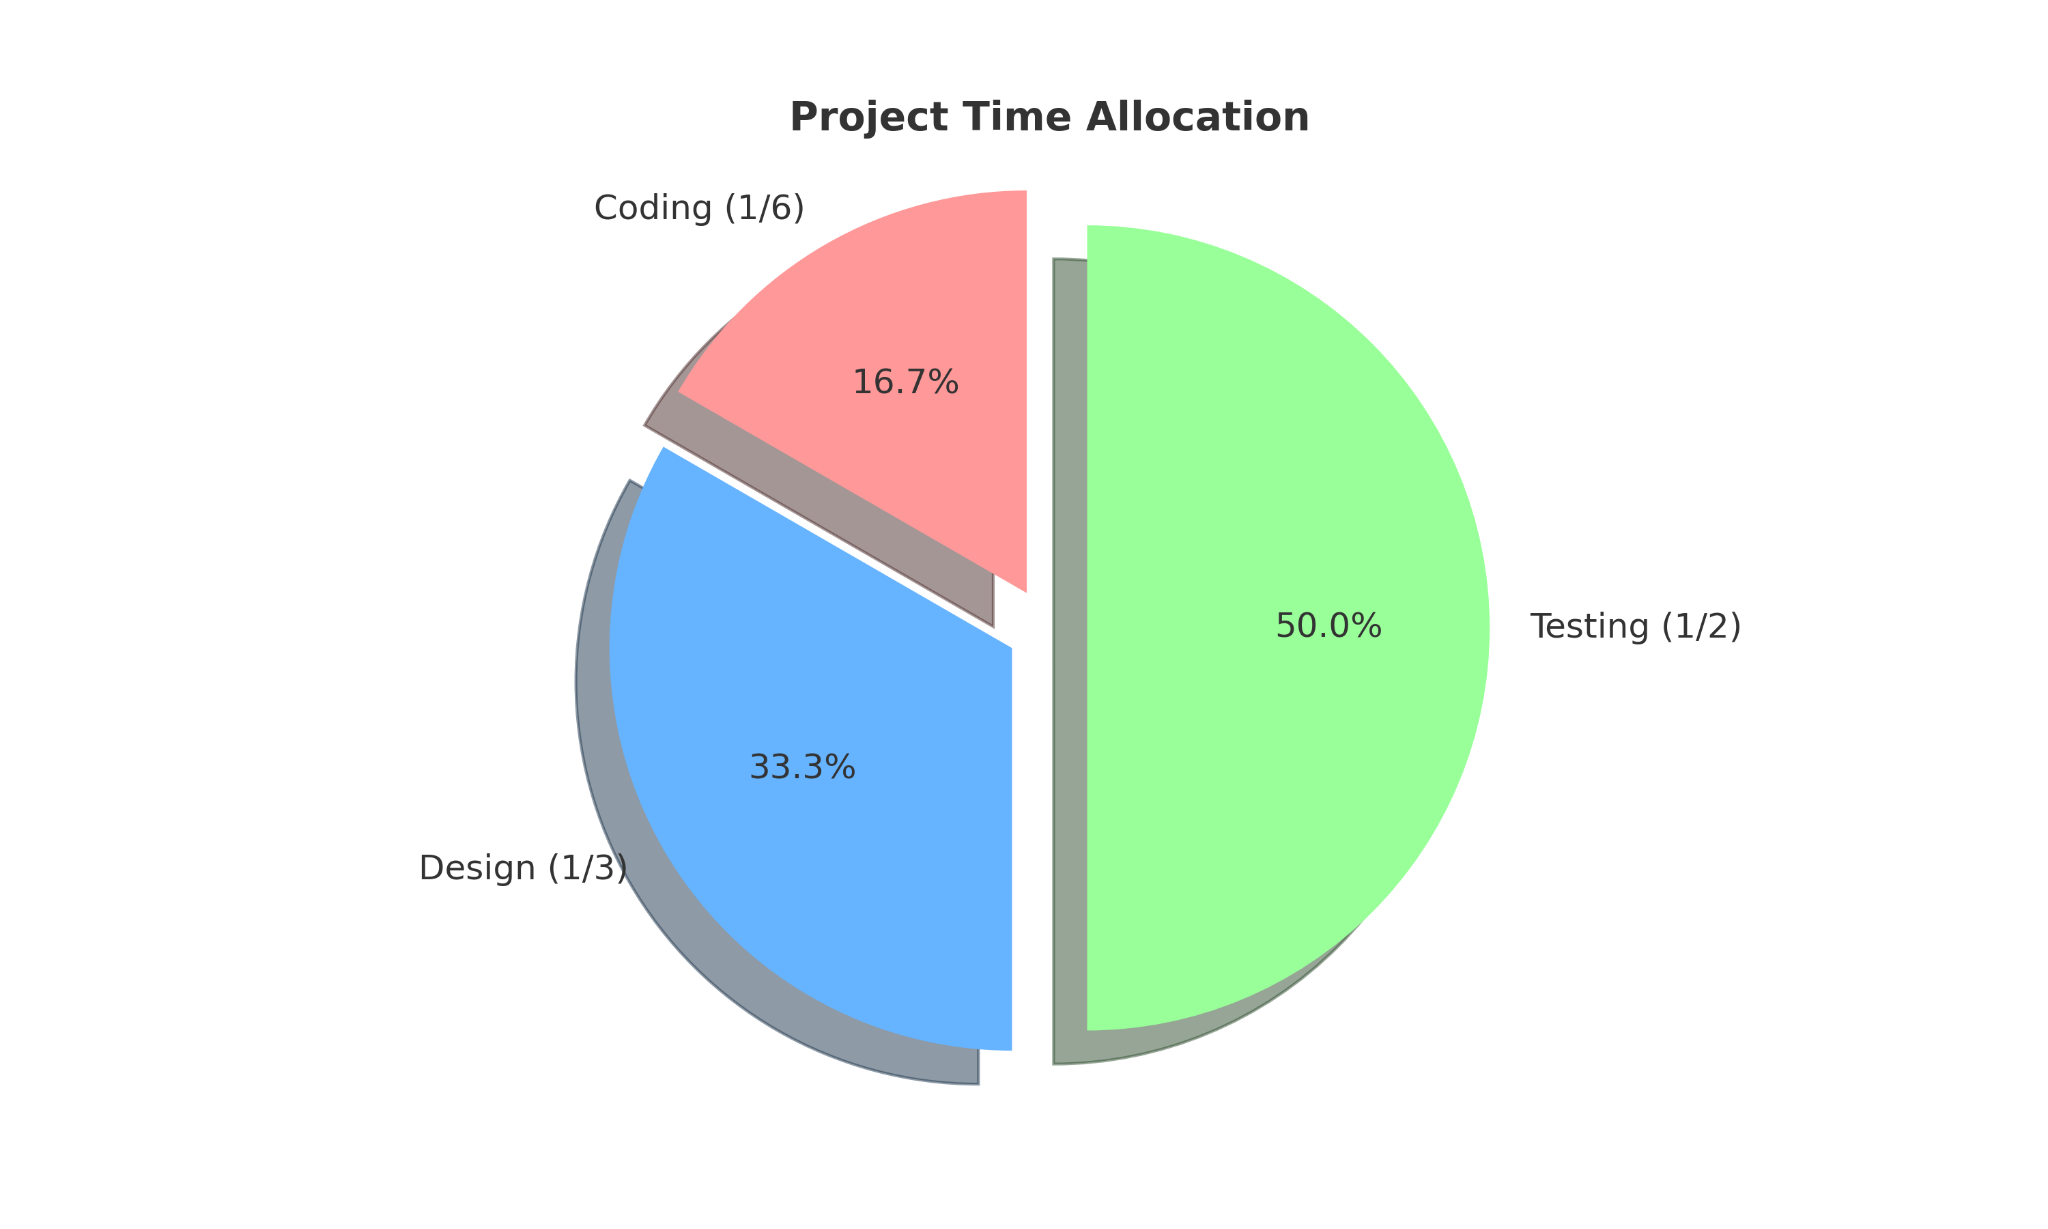 Project Time Allocation
Coding (1/6)
16.7%
50.0%
Testing (1/2)
33.3%
Design (1/3)